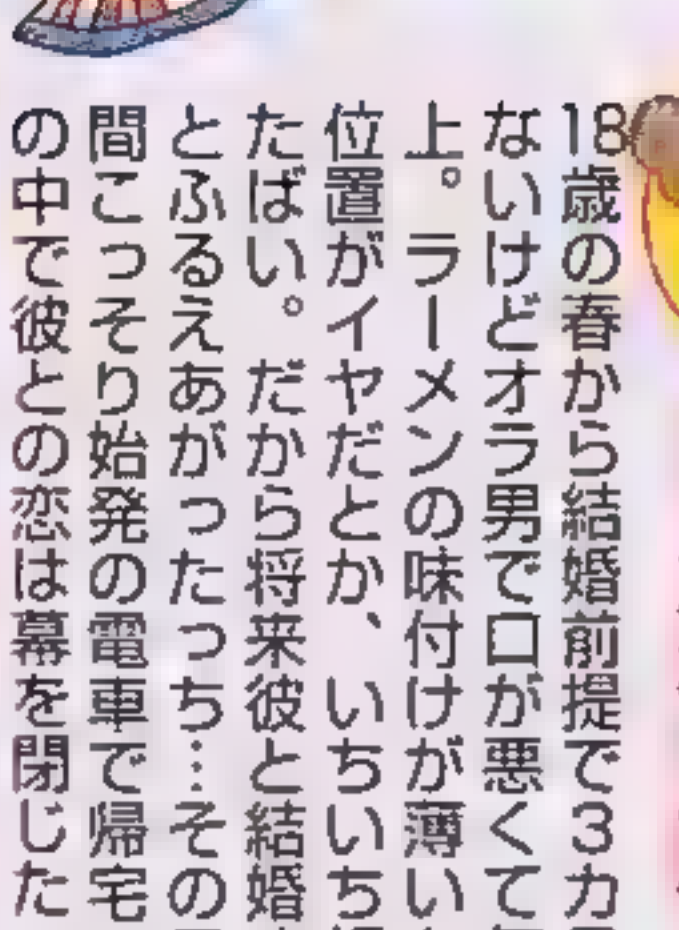 18歳の春から結婚前提で3カ
ないけどオラ男で口が悪くて
上。ラーメンの味付けが薄い
位置がイヤだとか、いちいち
たばい。だから将来彼と結婚
とふるえあがったっち…その
間こっそり始発の電車で帰宅
の中で彼との恋は幕を閉じた